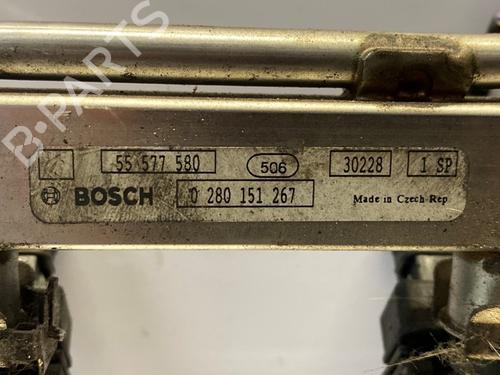 B-PARTS
55 577 580 506 30228 1 SP
BOSCH 0 280 151 267 Made in Czech Rep